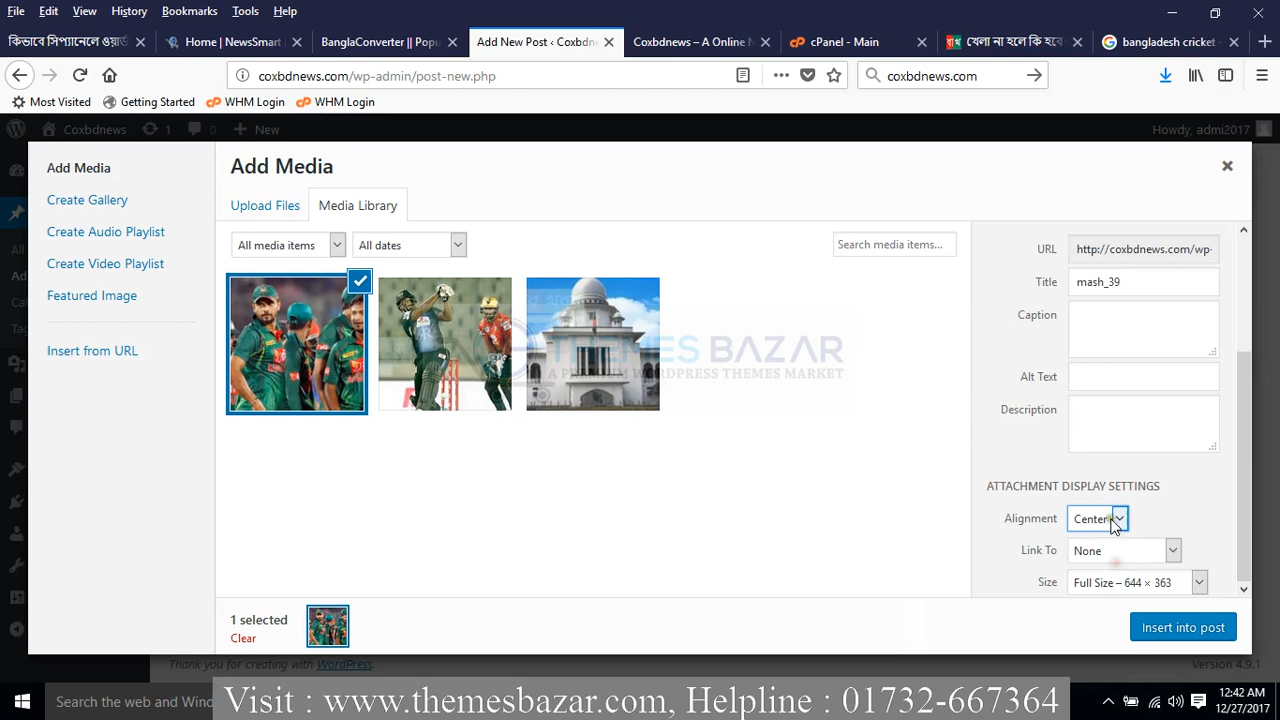 File Edit View History Bookmarks Tools Help
কিভাবে সিপ্যানেলে ওয়ার্ড
Home | NewsSmart
BanglaConverter || Popu
Add New Post ‹ Coxbdn
Coxbdnews – A Online N
cPanel - Main
খেলা না হলে কি হবে
bangladesh cricket -
coxbdnews.com/wp-admin/post-new.php
coxbdnews.com
Most Visited Getting Started WHM Login WHM Login
Coxbdnews 1 0 New Howdy, admi2017
Add Media
Create Gallery
Create Audio Playlist
Create Video Playlist
Featured Image
Insert from URL
Add Media
Upload Files Media Library
All media items All dates Search media items...
THEMES BAZAR
A PREMIUM WORDPRESS THEMES MARKET
URL http://coxbdnews.com/wp-
Title mash_39
Caption
Alt Text
Description
ATTACHMENT DISPLAY SETTINGS
Alignment Center
Link To None
Size Full Size – 644 × 363
1 selected
Clear
Insert into post
Thank you for creating with WordPress. Version 4.9.1
Search the web and Wind
Visit : www.themesbazar.com, Helpline : 01732-667364
12:42 AM
12/27/2017